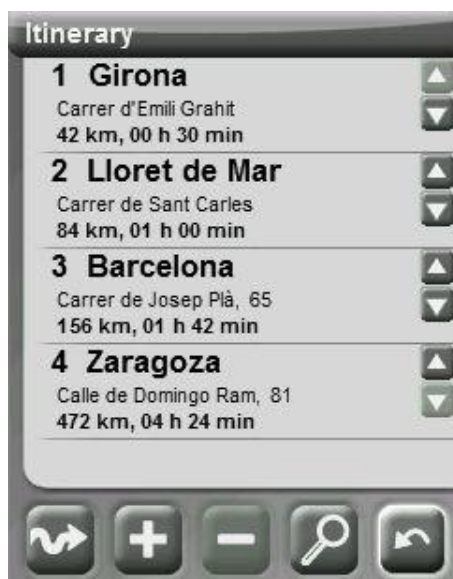 Itinerary
1 Girona
Carrer d'Emili Grahit
42 km, 00 h 30 min
2 Lloret de Mar
Carrer de Sant Carles
84 km, 01 h 00 min
3 Barcelona
Carrer de Josep Plà, 65
156 km, 01 h 42 min
4 Zaragoza
Calle de Domingo Ram, 81
472 km, 04 h 24 min